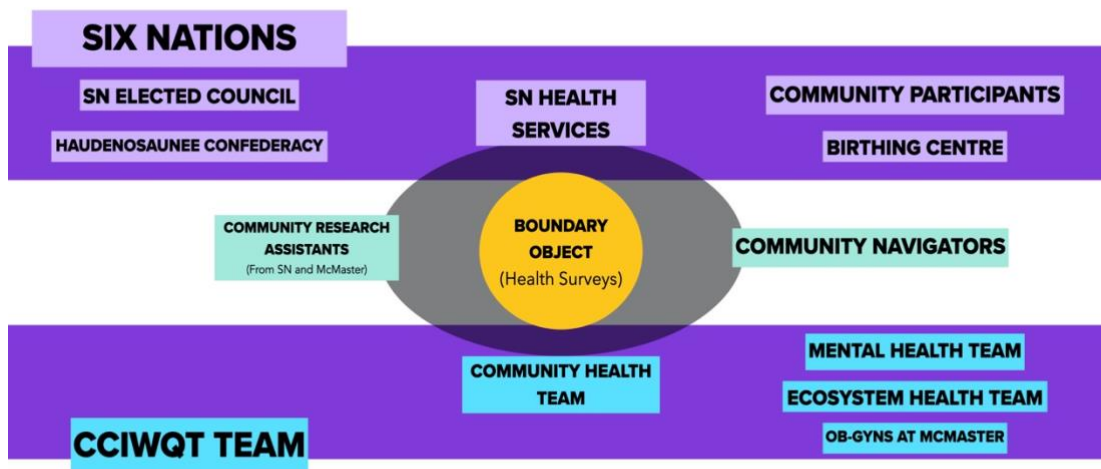 SIX NATIONS
SN ELECTED COUNCIL
HAUDENOSAUNEE CONFEDERACY
SN HEALTH
SERVICES
COMMUNITY PARTICIPANTS
BIRTHING CENTRE
COMMUNITY RESEARCH
ASSISTANTS
(From SN and McMaster)
BOUNDARY
OBJECT
(Health Surveys)
COMMUNITY NAVIGATORS
COMMUNITY HEALTH
TEAM
MENTAL HEALTH TEAM
ECOSYSTEM HEALTH TEAM
OB-GYNS AT MCMASTER
CCIWQT TEAM